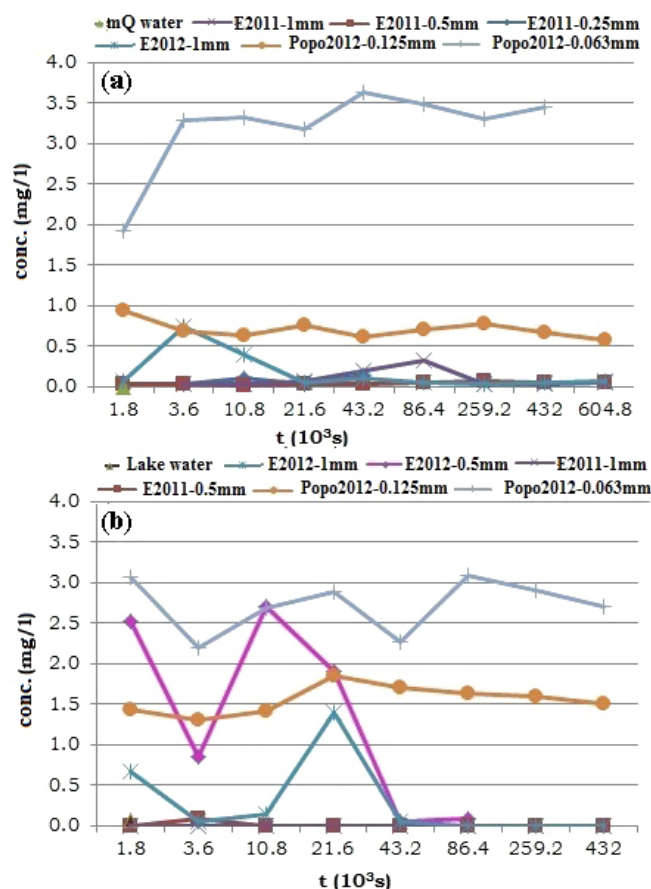 mQ water E2011-1mm E2011-0.5mm E2011-0.25mm
E2012-1mm Popo2012-0.125mm Popo2012-0.063mm
(a)
4.0
3.5
3.0
2.5
2.0
1.5
1.0
0.5
0.0
conc. (mg/l)
1.8 3.6 10.8 21.6 43.2 86.4 259.2 432 604.8
t (10³s)
Lake water E2012-1mm E2012-0.5mm E2011-1mm
E2011-0.5mm Popo2012-0.125mm Popo2012-0.063mm
(b)
4.0
3.5
3.0
2.5
2.0
1.5
1.0
0.5
0.0
conc. (mg/l)
1.8 3.6 10.8 21.6 43.2 86.4 259.2 432
t (10³s)